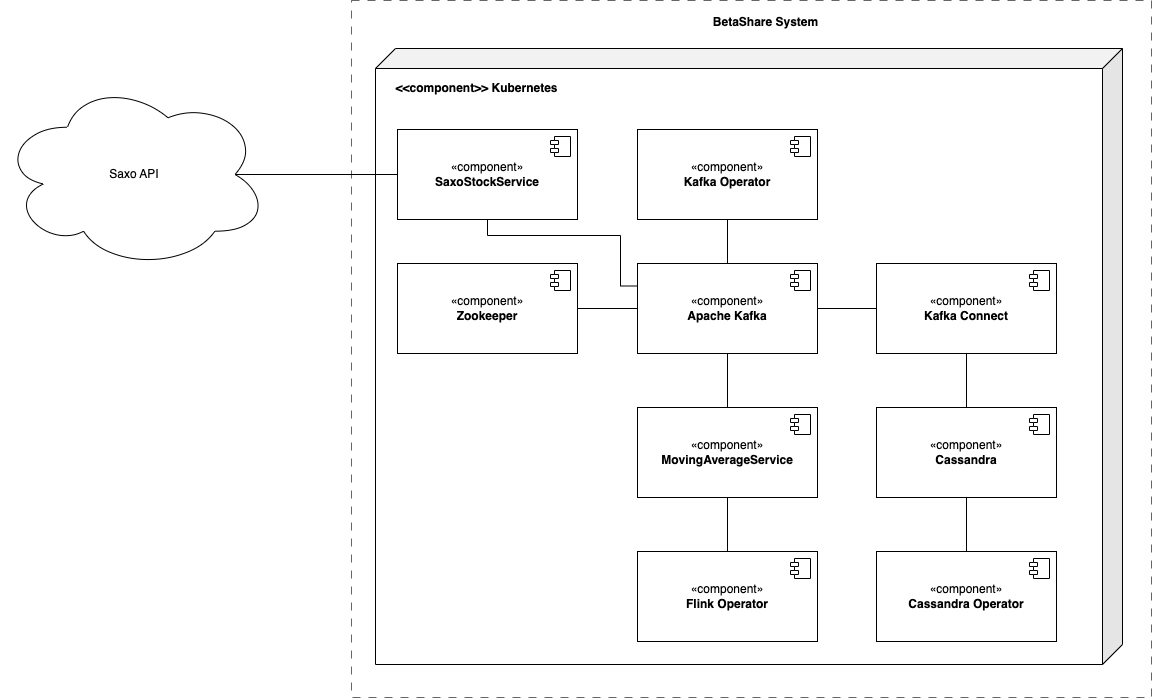 BetaShare System
<<component>> Kubernetes
Saxo API
«component»
SaxoStockService
«component»
Kafka Operator
«component»
Zookeeper
«component»
Apache Kafka
«component»
Kafka Connect
«component»
MovingAverageService
«component»
Cassandra
«component»
Flink Operator
«component»
Cassandra Operator